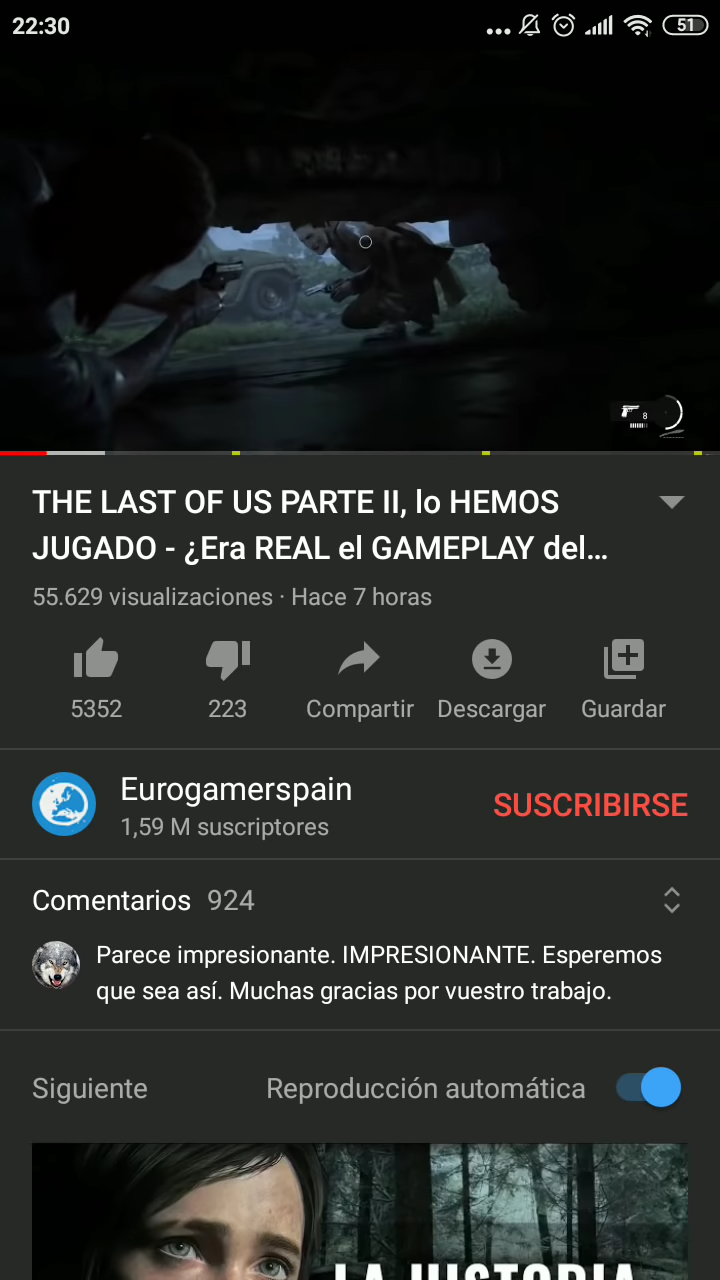 22:30
51
8
THE LAST OF US PARTE II, lo HEMOS
JUGADO - ¿Era REAL el GAMEPLAY del...
55.629 visualizaciones · Hace 7 horas
5352
223
Compartir
Descargar
Guardar
Eurogamerspain
1,59 M suscriptores
SUSCRIBIRSE
Comentarios 924
Parece impresionante. IMPRESIONANTE. Esperemos
que sea así. Muchas gracias por vuestro trabajo.
Siguiente
Reproducción automática
LA HISTORIA